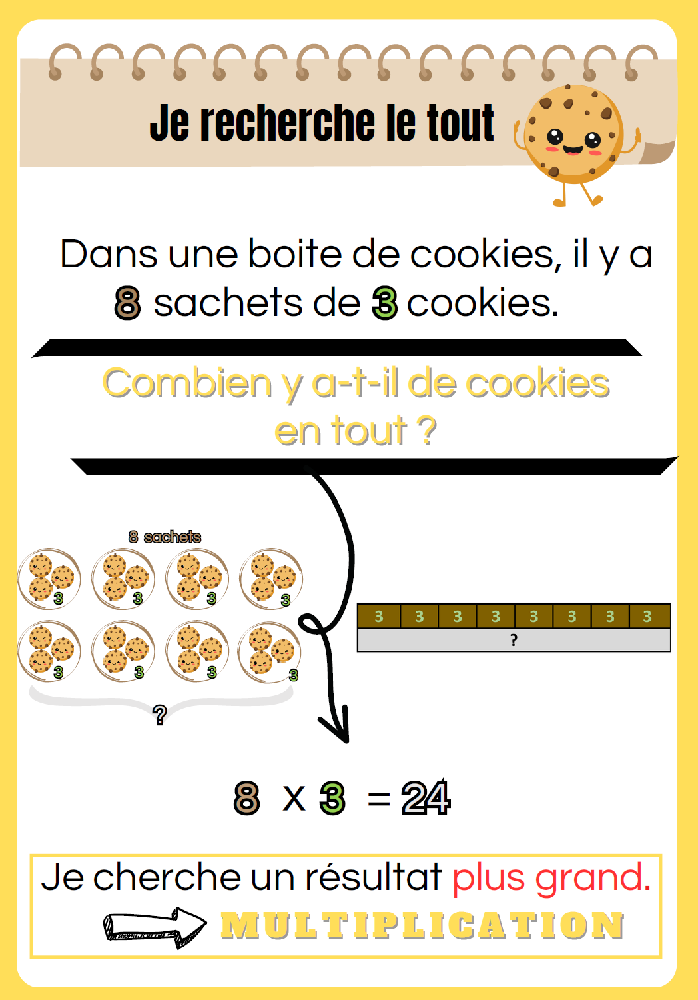 Je recherche le tout
Dans une boite de cookies, il y a
8 sachets de 3 cookies.
Combien y a-t-il de cookies
en tout ?
8 sachets
3 3 3 3
3 3 3 3
?
3 3 3 3 3 3 3 3
?
8 x 3 = 24
Je cherche un résultat plus grand.
MULTIPLICATION